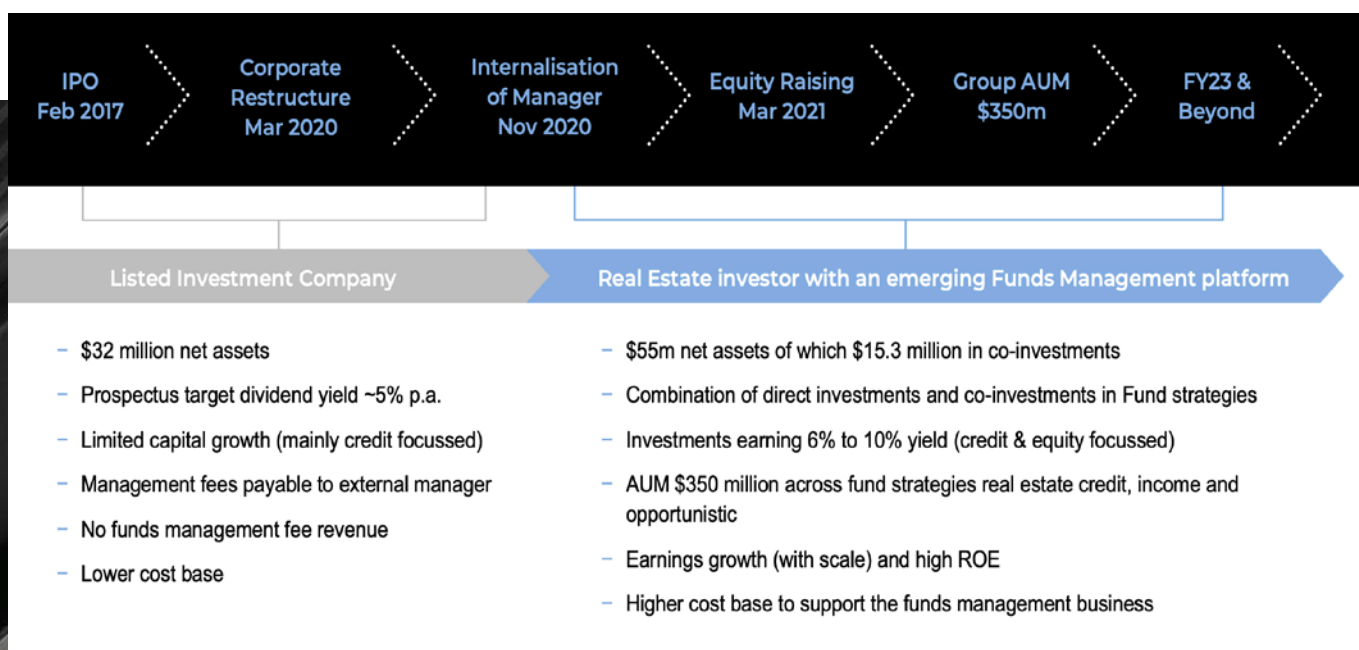 IPO
Feb 2017
Corporate
Restructure
Mar 2020
Internalisation
of Manager
Nov 2020
Equity Raising
Mar 2021
Group AUM
$350m
FY23 &
Beyond
Listed Investment Company
Real Estate investor with an emerging Funds Management platform
– $32 million net assets
– Prospectus target dividend yield ~5% p.a.
– Limited capital growth (mainly credit focussed)
– Management fees payable to external manager
– No funds management fee revenue
– Lower cost base
– $55m net assets of which $15.3 million in co-investments
– Combination of direct investments and co-investments in Fund strategies
– Investments earning 6% to 10% yield (credit & equity focussed)
– AUM $350 million across fund strategies real estate credit, income and
opportunistic
– Earnings growth (with scale) and high ROE
– Higher cost base to support the funds management business